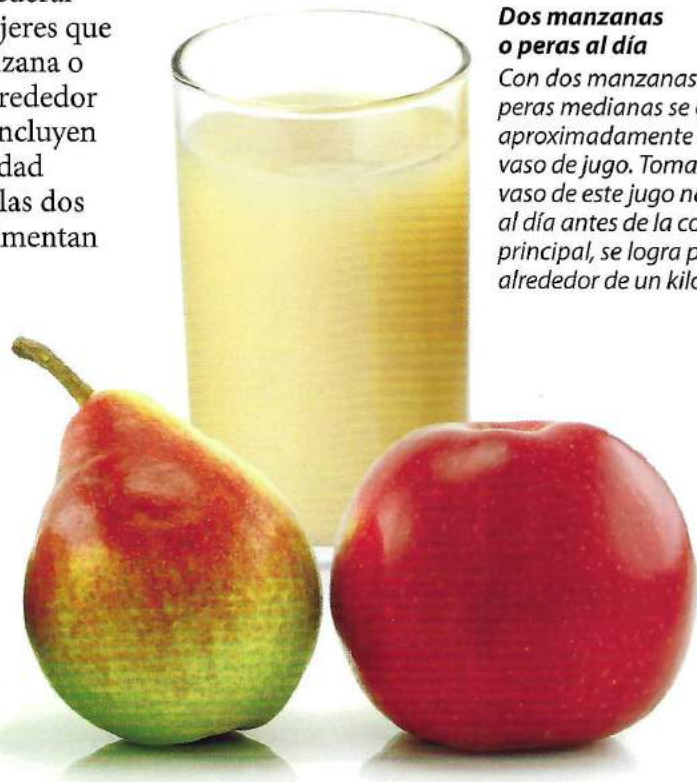 jeres que
zana o
rededor
ncluyen
dad
las dos
mentan
Dos manzanas
o peras al día
Con dos manzanas
peras medianas se
aproximadamente
vaso de jugo. Toma
vaso de este jugo
al día antes de la
principal, se logra
alrededor de un